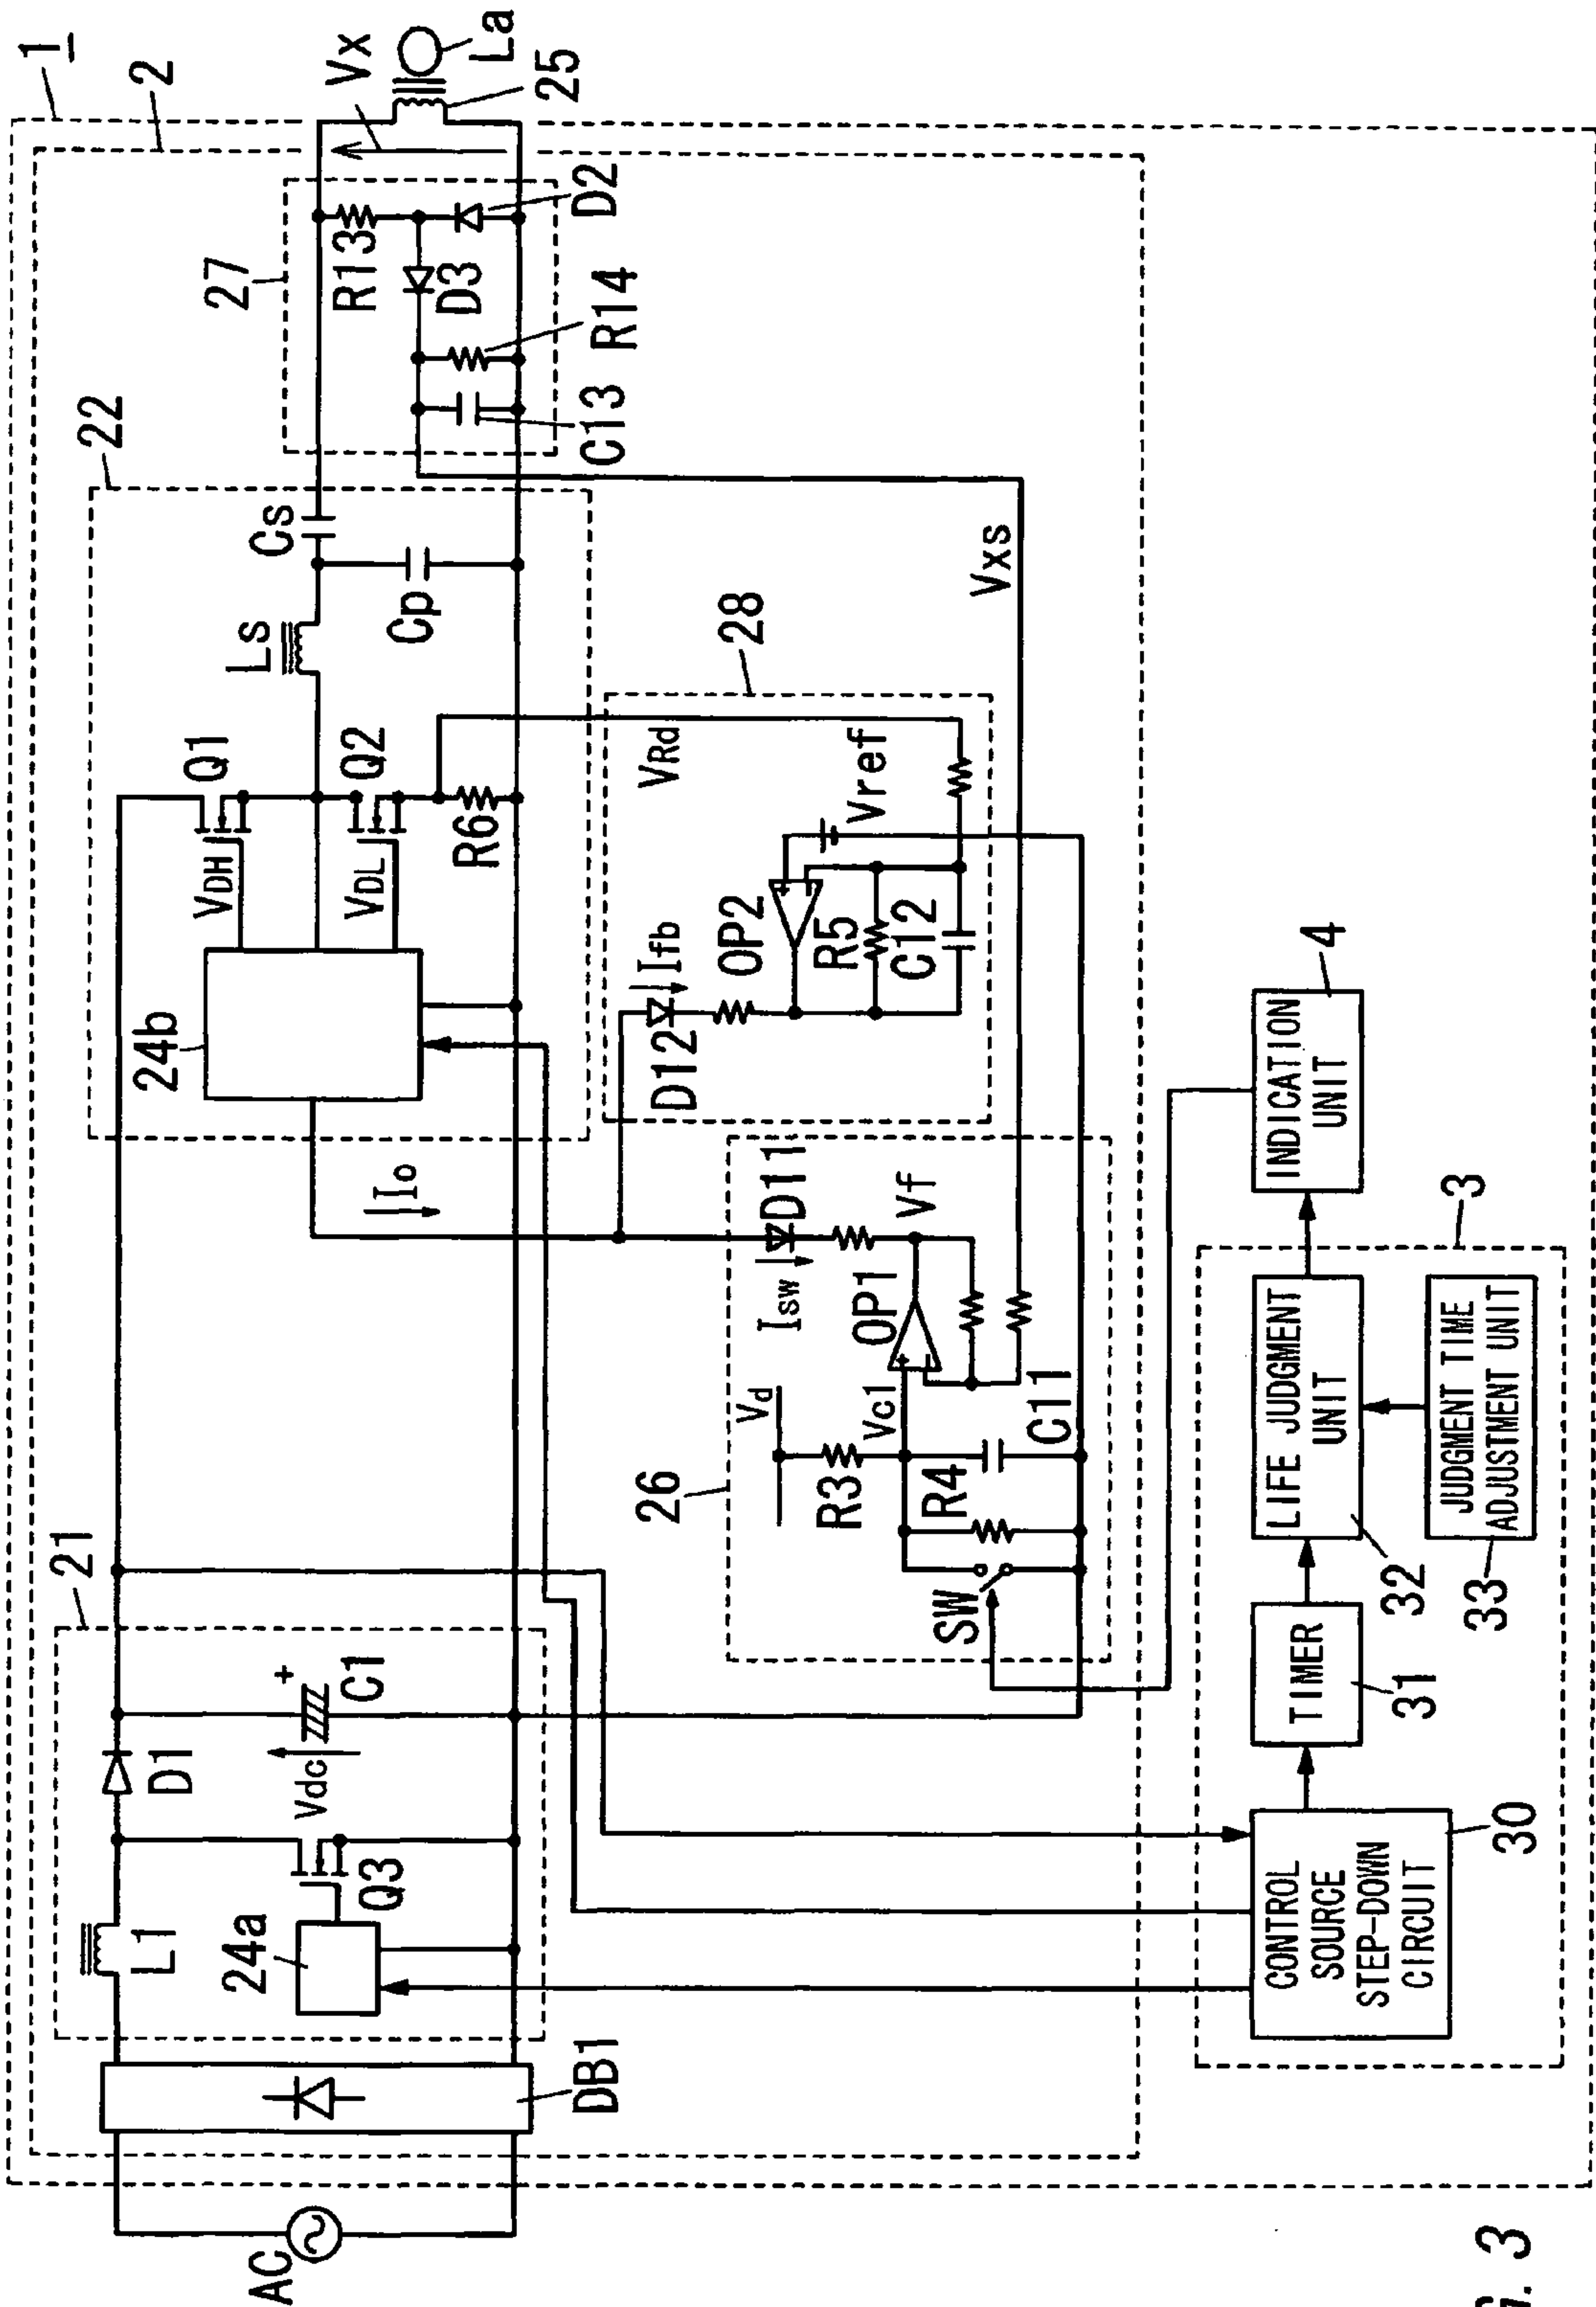 1
2
Vx
La
25
27
R13
D2
D3
R14
C13
22
Cs
Ls
Cp
Q1
Q2
VDH
VDL
R6
24b
Vxs
28
VRd
Vref
OP2
R5
C12
Ifb
D12
Io
26
D11
Isw
Vf
OP1
Vd
Vc1
R3
R4
C11
SW
21
C1
+
Vdc
D1
Q3
L1
24a
DB1
AC
INDICATION
UNIT
4
3
LIFE JUDGMENT
UNIT
32
JUDGMENT TIME
ADJUSTMENT UNIT
33
TIMER
31
CONTROL
SOURCE
STEP-DOWN
CIRCUIT
30
3